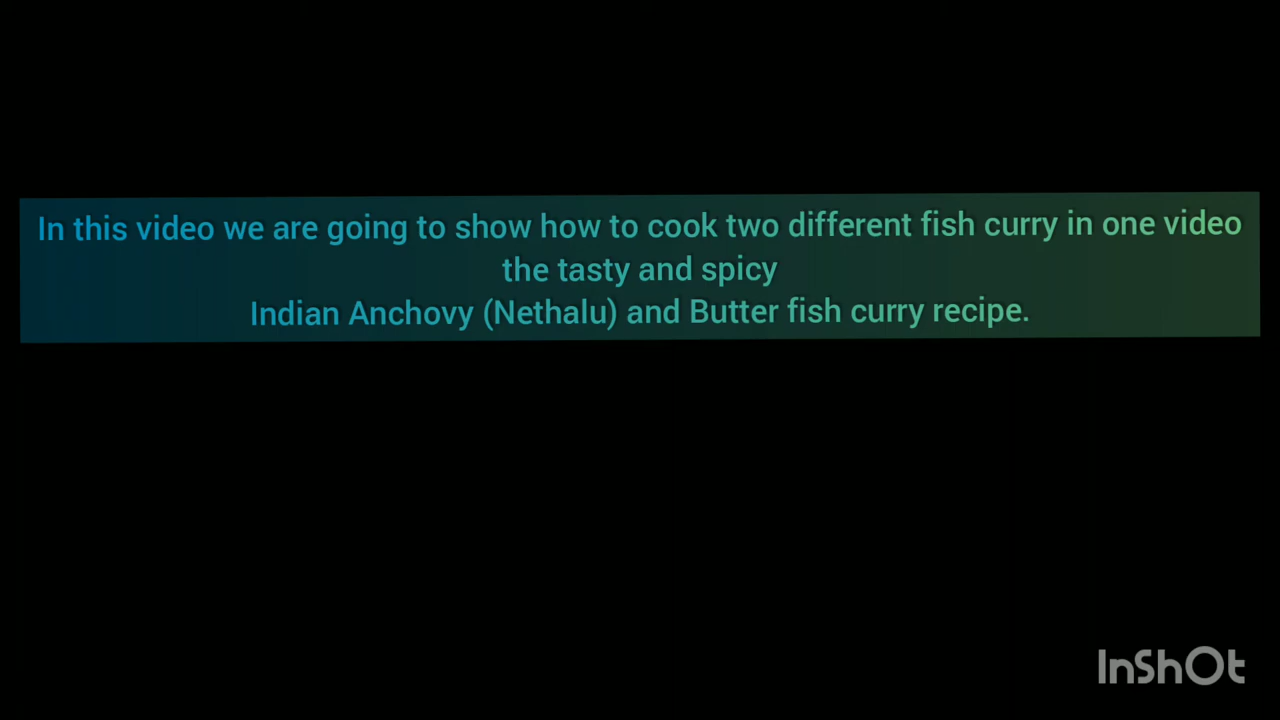 In this video we are going to show how to cook two different fish curry in one video
the tasty and spicy
Indian Anchovy (Nethalu) and Butter fish curry recipe.
InShOt